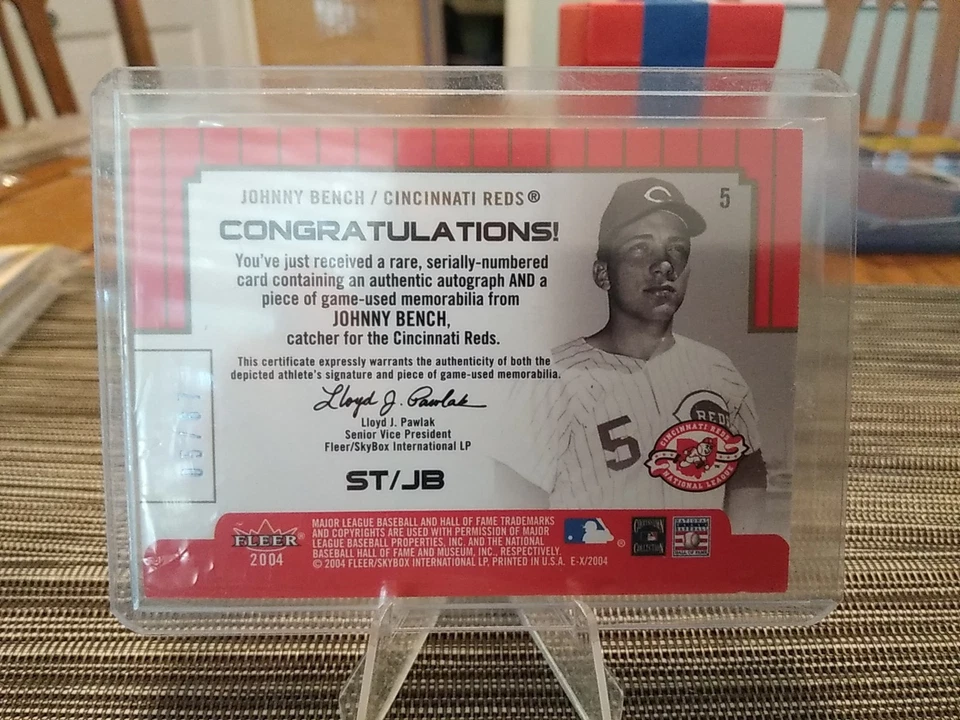 JOHNNY BENCH / CINCINNATI REDS®
5
CONGRATULATIONS!
You've just received a rare, serially-numbered
card containing an authentic autograph AND a
piece of game-used memorabilia from
JOHNNY BENCH,
catcher for the Cincinnati Reds.
This certificate expressly warrants the authenticity of both the
depicted athlete's signature and piece of game-used memorabilia.
Lloyd J. Pawlak
Lloyd J. Pawlak
Senior Vice President
Fleer/SkyBox International LP
ST/JB
5
REDS
CINCINNATI REDS
NATIONAL LEAGUE
FLEER
2004
MAJOR LEAGUE BASEBALL AND HALL OF FAME TRADEMARKS
AND COPYRIGHTS ARE USED WITH PERMISSION OF MAJOR
LEAGUE BASEBALL PROPERTIES, INC. AND THE NATIONAL
BASEBALL HALL OF FAME AND MUSEUM, INC., RESPECTIVELY.
© 2004 FLEER/SKYBOX INTERNATIONAL LP. PRINTED IN U.S.A. E-X/2004
®